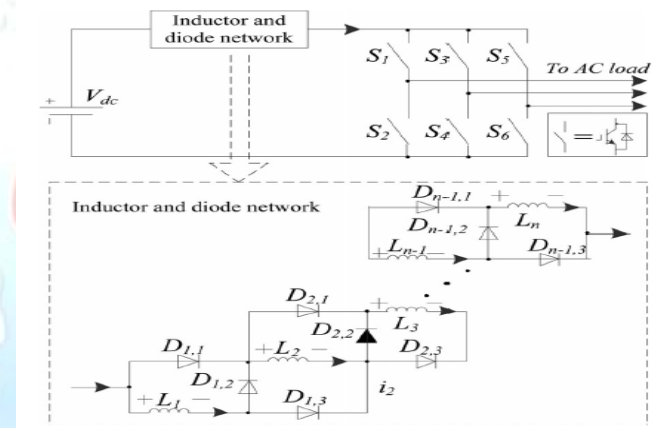 Inductor and
diode network
+ V_dc
S_1 S_3 S_5
To AC load
S_2 S_4 S_6
=
Inductor and diode network
D_n-1,1 + −
D_n-1,2 L_n
+ L_n-1 − D_n-1,3
D_2,1 + −
D_2,2 L_3
D_1,1 + L_2 − D_2,3
D_1,2 i_2
+ L_1 − D_1,3